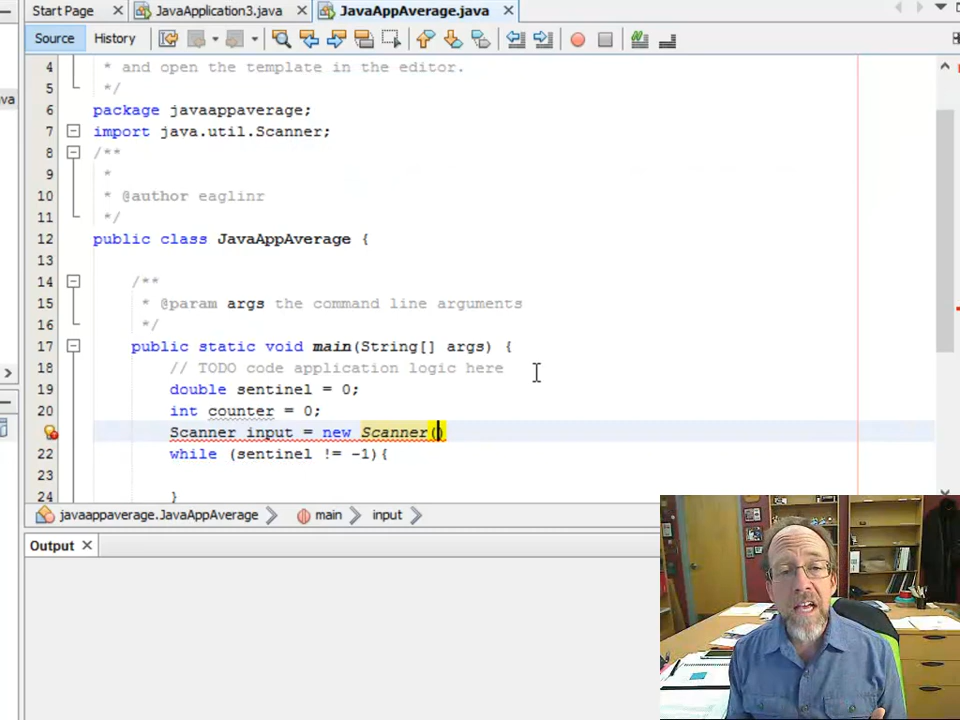 Start Page JavaApplication3.java JavaAppAverage.java
Source History
4 * and open the template in the editor.
5 */
6 package javaappaverage;
7 import java.util.Scanner;
8 /**
9 *
10 * @author eaglinr
11 */
12 public class JavaAppAverage {
13
14 /**
15 * @param args the command line arguments
16 */
17 public static void main(String[] args) {
18 // TODO code application logic here
19 double sentinel = 0;
20 int counter = 0;
Scanner input = new Scanner()
22 while (sentinel != -1){
23
24 }
javaappaverage.JavaAppAverage main input
Output